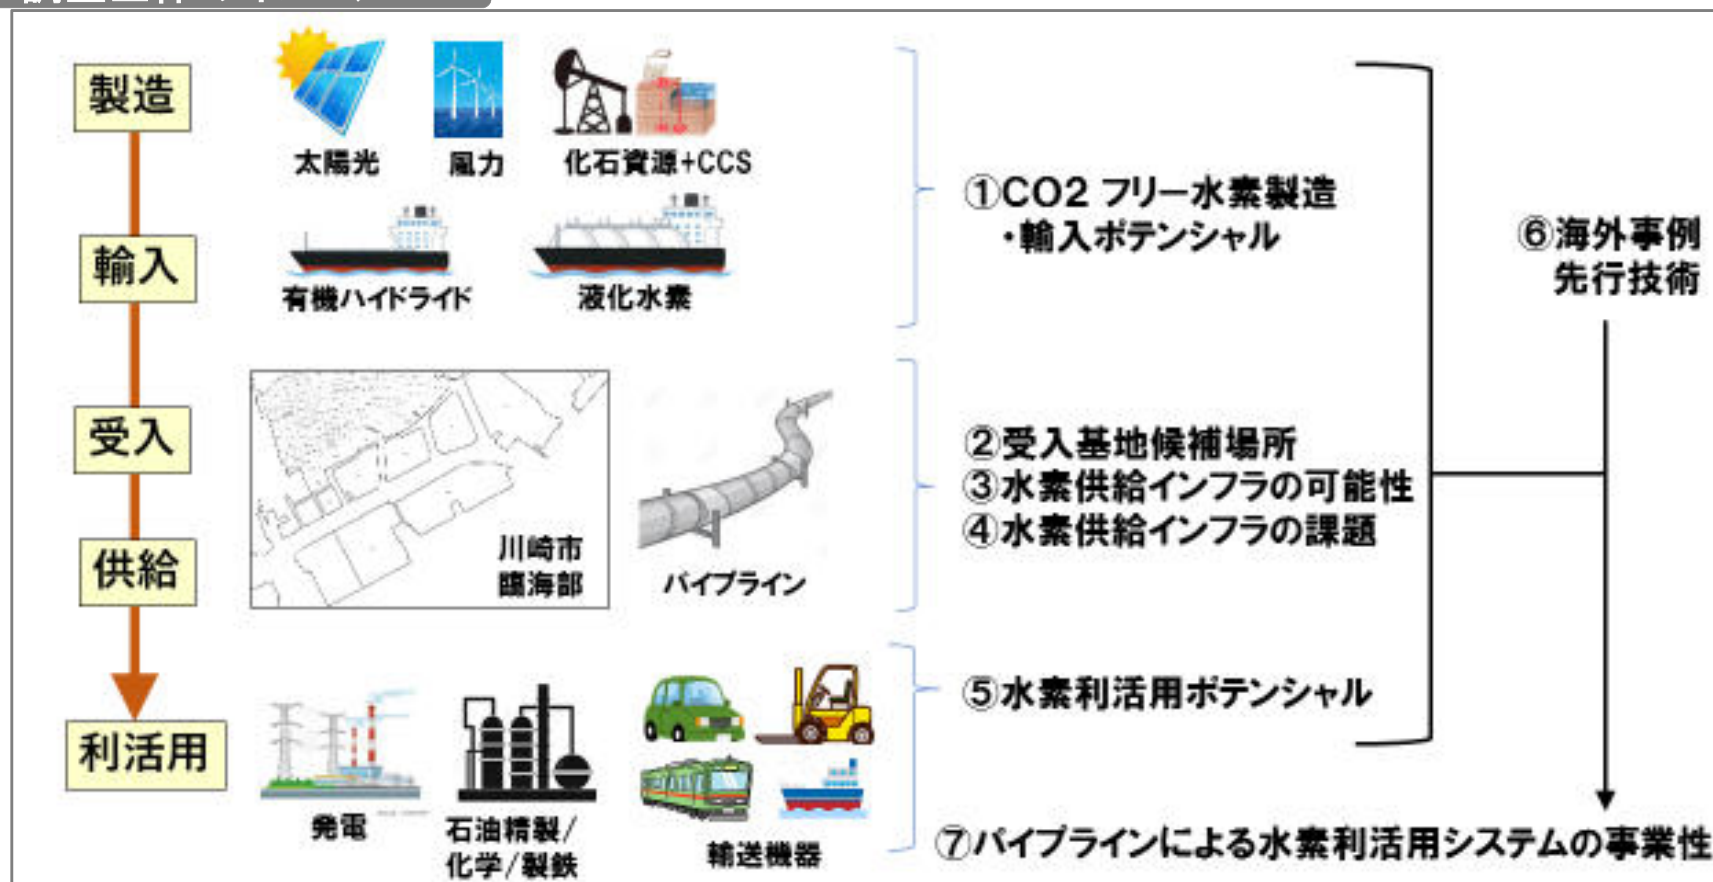 製造
太陽光
風力
化石資源+CCS
輸入
有機ハイドライド
液化水素
①CO2 フリー水素製造
・輸入ポテンシャル
受入
供給
川崎市
臨海部
パイプライン
②受入基地候補場所
③水素供給インフラの可能性
④水素供給インフラの課題
利活用
発電
石油精製/
化学/製鉄
輸送機器
⑤水素利活用ポテンシャル
⑥海外事例
先行技術
⑦パイプラインによる水素利活用システムの事業性